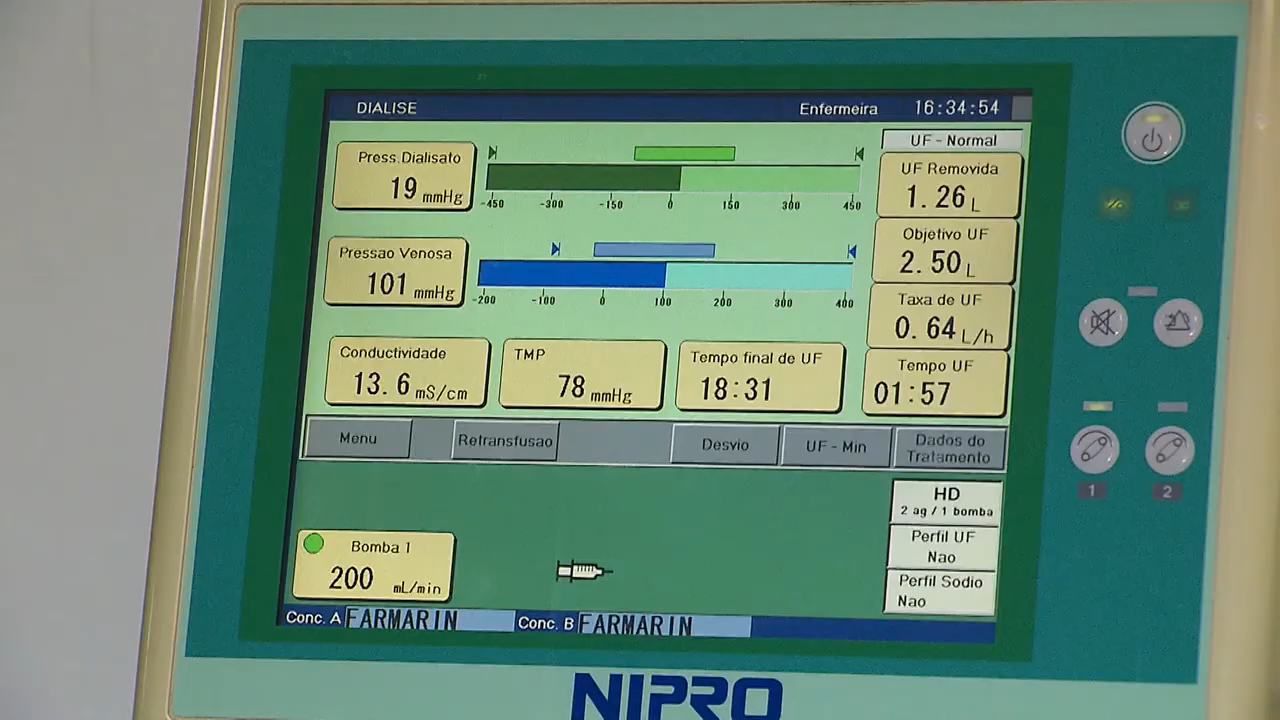 DIALISE Enfermeira 16:34:54
UF - Normal
Press.Dialisato
19 mmHg
-450 -300 -150 0 150 300 450
UF Removida
1.26 L
Pressao Venosa
101 mmHg
-200 -100 0 100 200 300 400
Objetivo UF
2.50 L
Taxa de UF
0.64 L/h
Conductividade
13.6 mS/cm
TMP
78 mmHg
Tempo final de UF
18:31
Tempo UF
01:57
Menu Retransfusao Desvio UF - Min Dados do
Tratamento
HD
2 ag / 1 bomba
Perfil UF
Nao
Perfil Sodio
Nao
Bomba 1
200 mL/min
Conc. A FARMARIN Conc. B FARMARIN
1 2
NIPRO